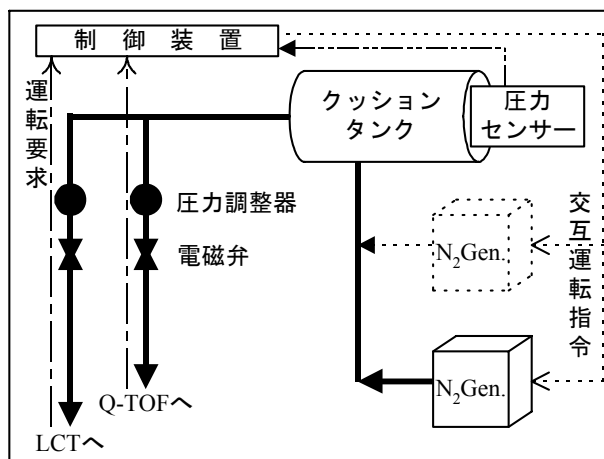 制御装置
運転要求
クッション
タンク
圧力
センサー
圧力調整器
電磁弁
N₂Gen.
交互運転指令
N₂Gen.
Q-TOFへ
LCTへ